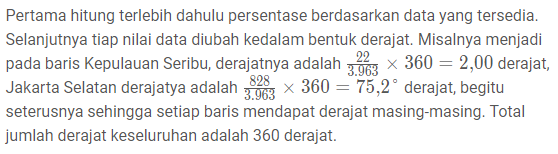 Pertama hitung terlebih dahulu persentase berdasarkan data yang tersedia.
Selanjutnya tiap nilai data diubah kedalam bentuk derajat. Misalnya menjadi
pada baris Kepulauan Seribu, derajatnya adalah 22/3.963 × 360 = 2,00 derajat,
Jakarta Selatan derajatya adalah 828/3.963 × 360 = 75,2° derajat, begitu
seterusnya sehingga setiap baris mendapat derajat masing-masing. Total
jumlah derajat keseluruhan adalah 360 derajat.